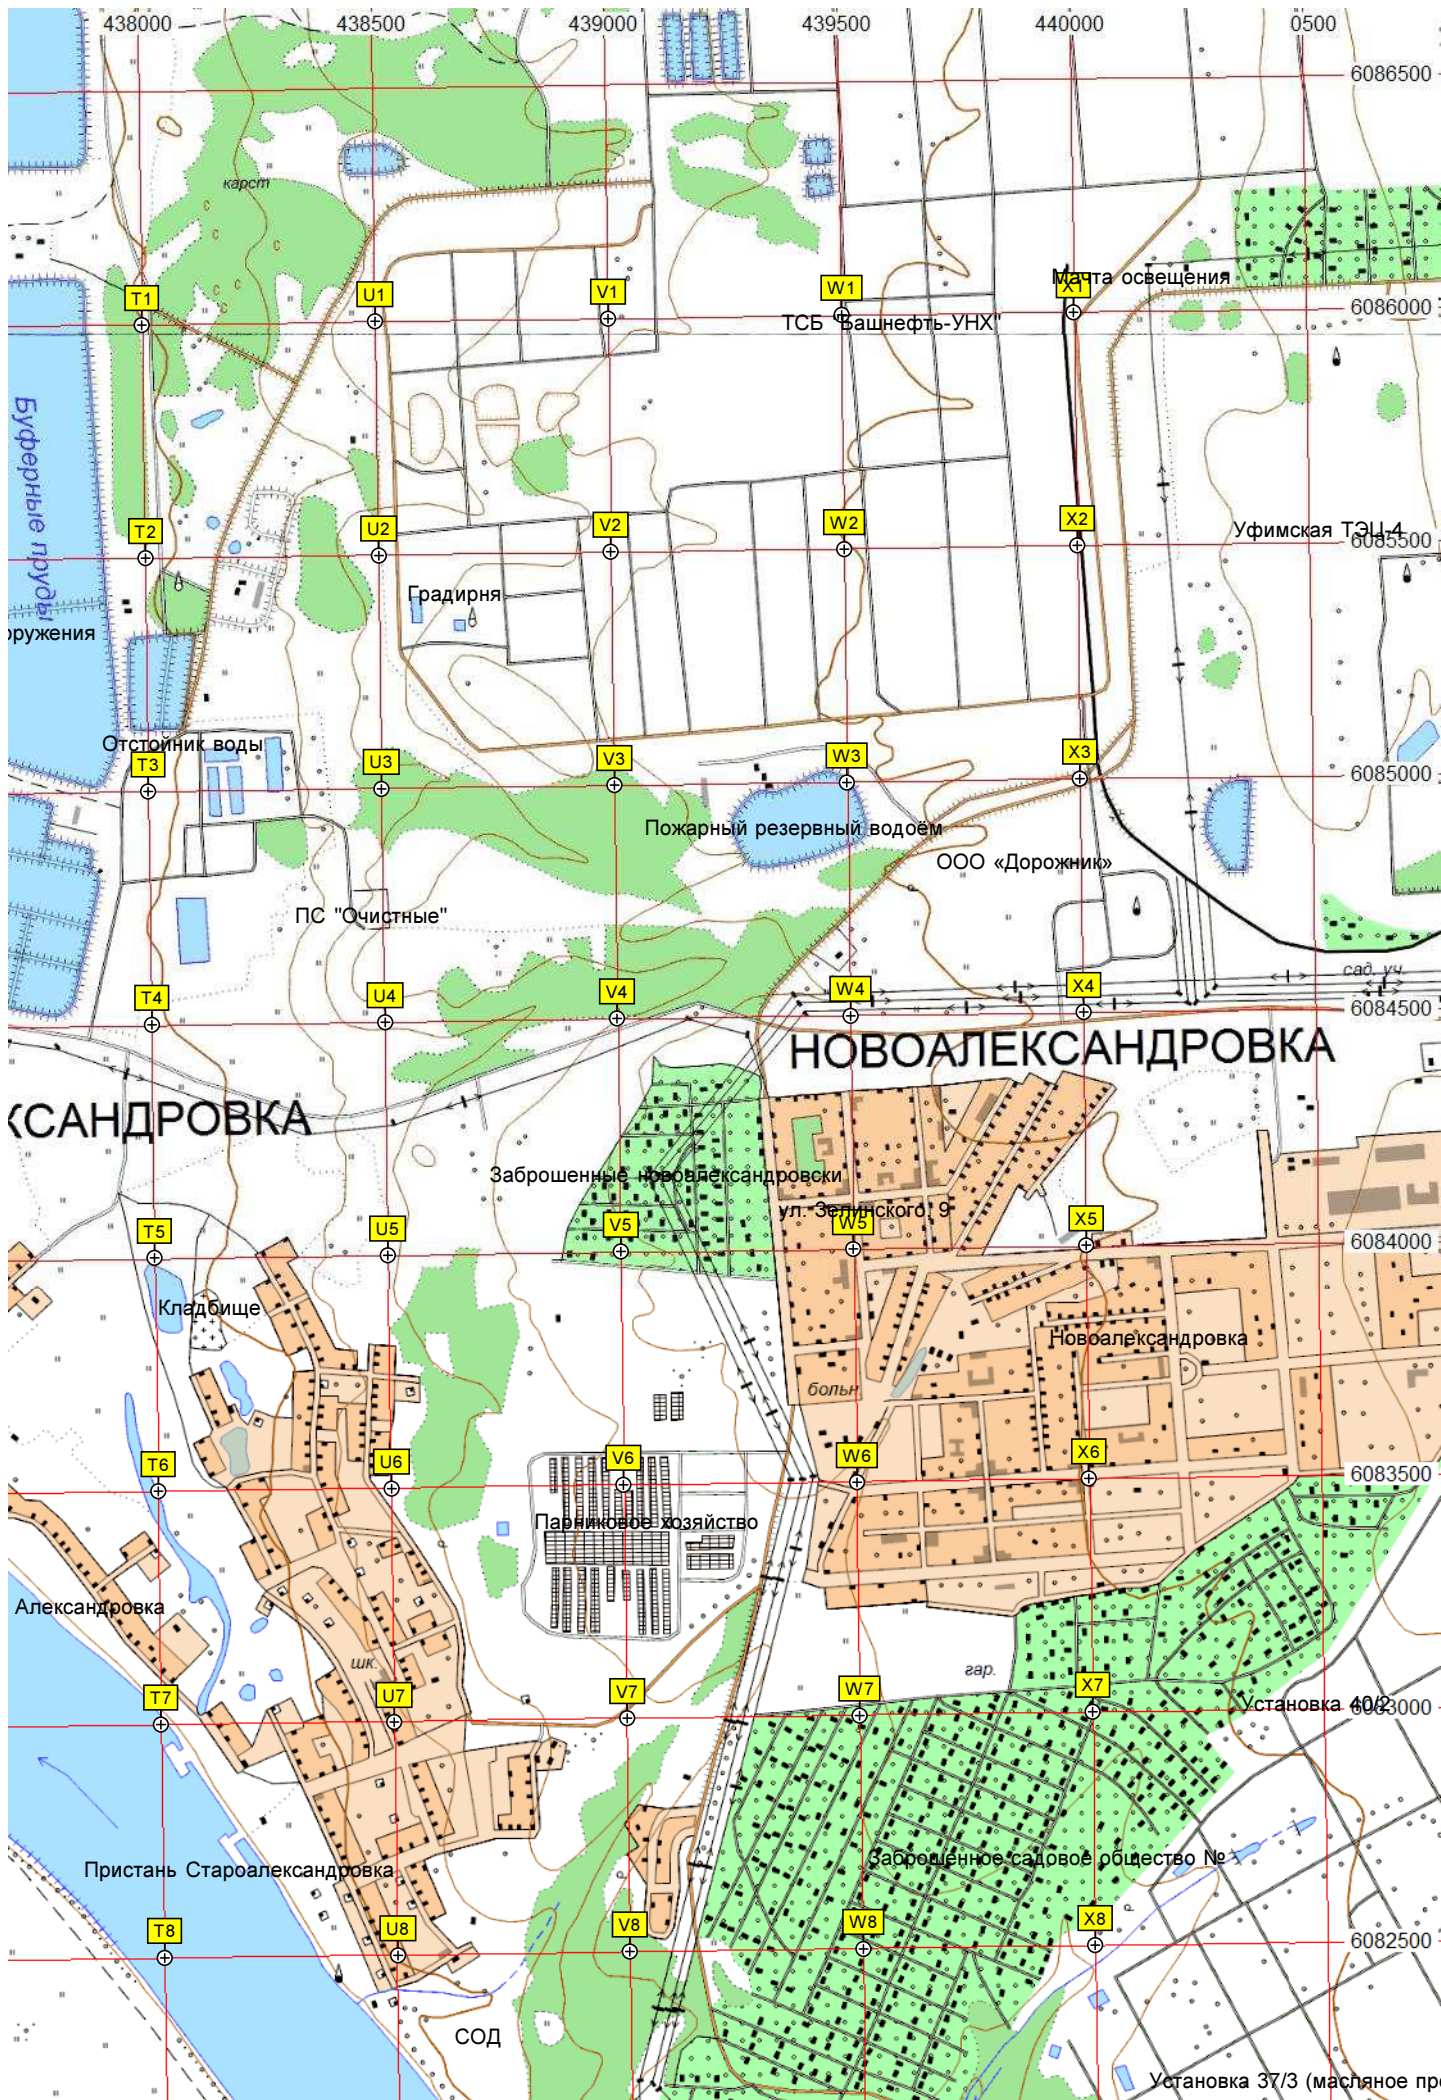 438000 438500 439000 439500 440000 0500
6086500
карст
с
с
с
с
с
с
Мачта освещения
T1 U1 V1 W1 X1
6086000
ТСБ "Башнефть-УНХ"
Буферные пруды
T2 U2 V2 W2 X2
Уфимская ТЭЦ-4
6085500
Градирня
оружения
Отстойник воды
T3 U3 V3 W3 X3
6085000
Пожарный резервный водоём
ООО «Дорожник»
ПС "Очистные"
сад. уч.
T4 U4 V4 W4 X4
6084500
НОВОАЛЕКСАНДРОВКА
КСАНДРОВКА
Заброшенные новоалександровски
ул. Зелинского, 9
T5 U5 V5 W5 X5
6084000
Кладбище
Новоалександровка
больн.
T6 U6 V6 W6 X6
6083500
Парниковое хозяйство
Александровка
шк.
гар.
T7 U7 V7 W7 X7
Установка 40/2
6083000
Заброшенное садовое общество №
Пристань Староалександровка
T8 U8 V8 W8 X8
6082500
СОД
Установка 37/3 (масляное про